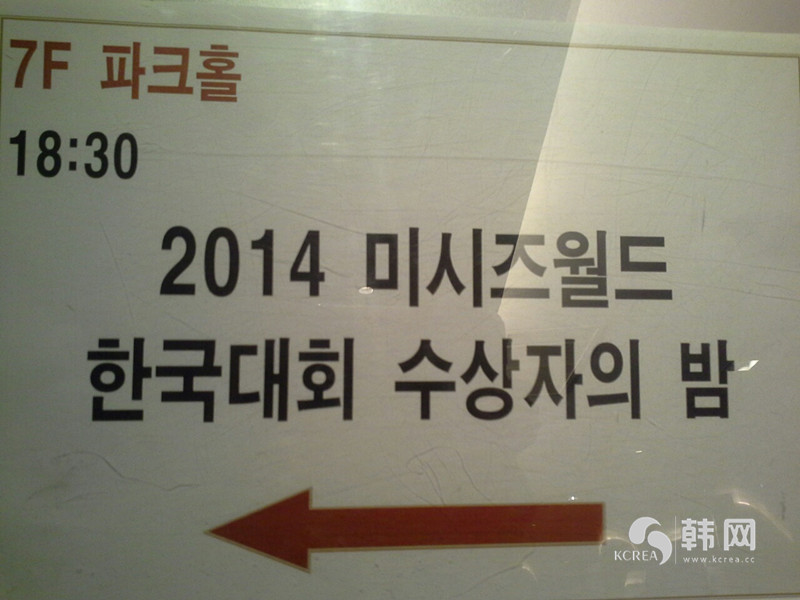 7F 파크홀
18:30
2014 미시즈월드
한국대회 수상자의 밤
KCREA 韩网
www.kcrea.cc